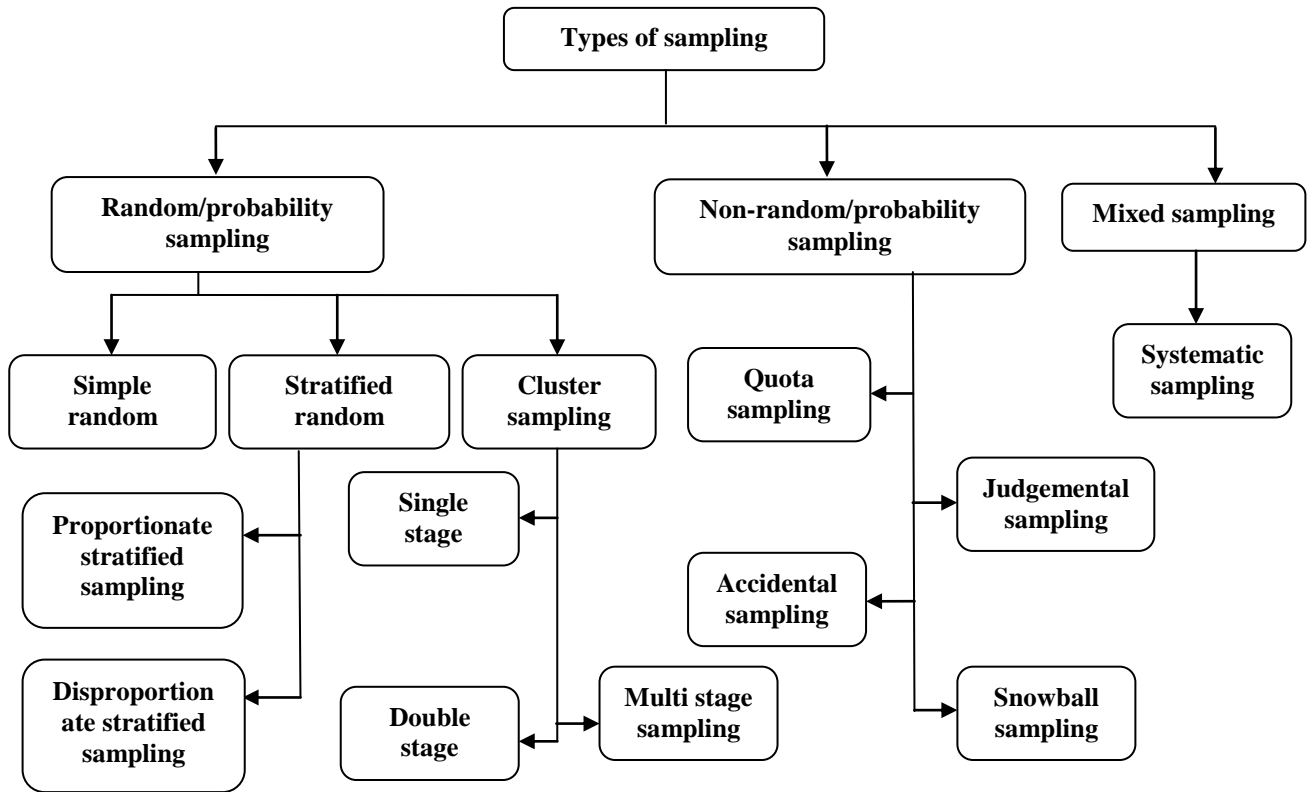 Types of sampling
Random/probability
sampling
Non-random/probability
sampling
Mixed sampling
Simple
random
Stratified
random
Cluster
sampling
Quota
sampling
Systematic
sampling
Proportionate
stratified
sampling
Single
stage
Judgemental
sampling
Accidental
sampling
Disproportion
ate stratified
sampling
Double
stage
Multi stage
sampling
Snowball
sampling